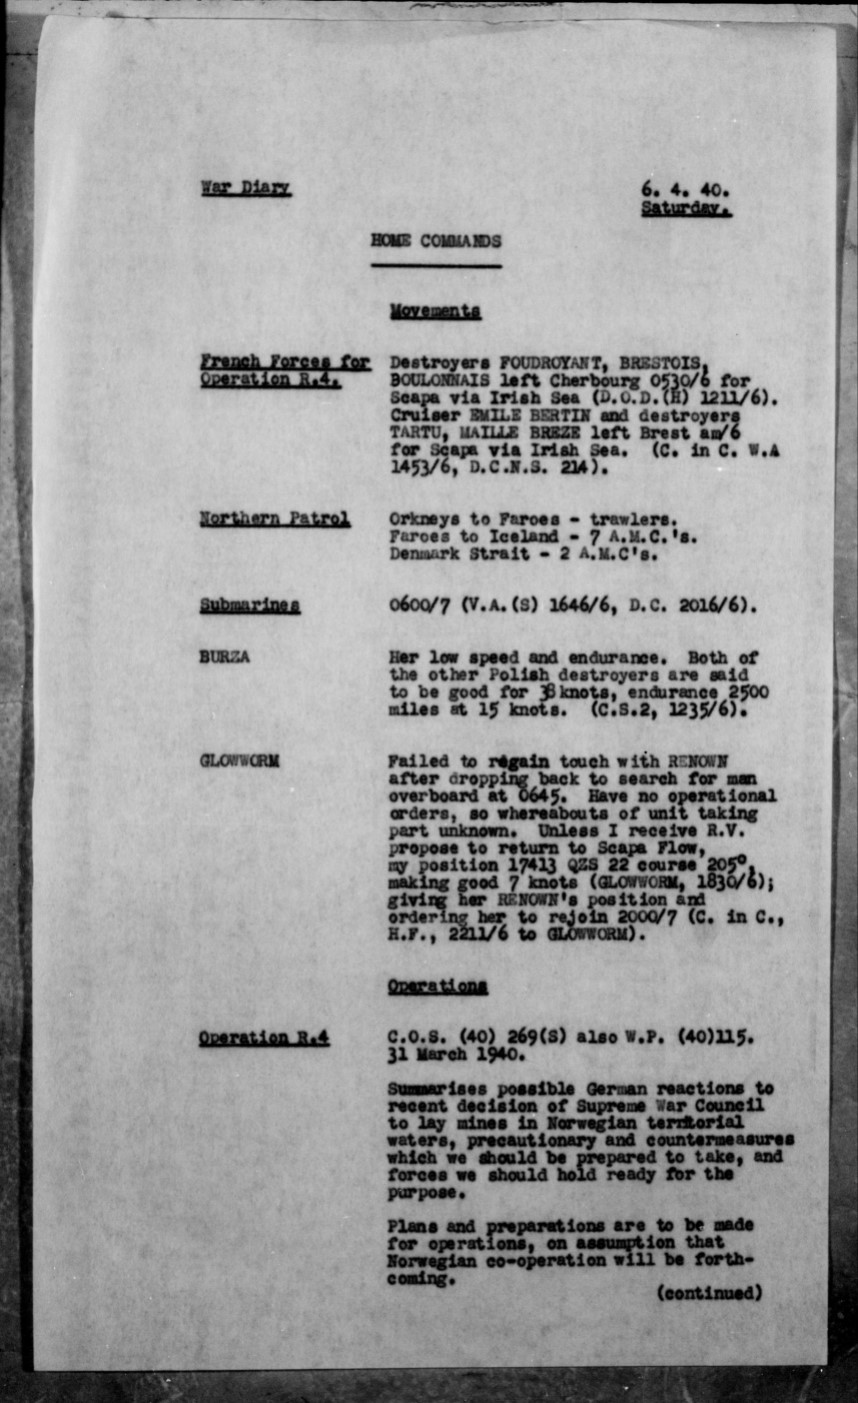 War Diary
6. 4. 40.
Saturday.
HOME COMMANDS
Movements
French Forces for
Operation R.4.
Destroyers FOUDROYANT, BRESTOIS,
BOULONNAIS left Cherbourg 0530/6 for
Scapa via Irish Sea (D.O.D.(H) 1211/6).
Cruiser EMILE BERTIN and destroyers
TARTU, MAILLE BREZE left Brest am/6
for Scapa via Irish Sea. (C. in C. W.A
1453/6, D.C.N.S. 214).
Northern Patrol
Orkneys to Faroes - trawlers.
Faroes to Iceland - 7 A.M.C.'s.
Denmark Strait - 2 A.M.C's.
Submarines
0600/7 (V.A.(S) 1646/6, D.C. 2016/6).
BURZA
Her low speed and endurance. Both of
the other Polish destroyers are said
to be good for 38 knots, endurance 2500
miles at 15 knots. (C.S.2, 1235/6).
GLOWWORM
Failed to regain touch with RENOWN
after dropping back to search for man
overboard at 0645. Have no operational
orders, so whereabouts of unit taking
part unknown. Unless I receive R.V.
propose to return to Scapa Flow,
my position 17413 QZS 22 course 205°,
making good 7 knots (GLOWWORM, 1830/6);
giving her RENOWN's position and
ordering her to rejoin 2000/7 (C. in C.,
H.F., 2211/6 to GLOWWORM).
Operations
Operation R.4
C.O.S. (40) 269(S) also W.P. (40)115.
31 March 1940.
Summarises possible German reactions to
recent decision of Supreme War Council
to lay mines in Norwegian territorial
waters, precautionary and countermeasures
which we should be prepared to take, and
forces we should hold ready for the
purpose.
Plans and preparations are to be made
for operations, on assumption that
Norwegian co-operation will be forth-
coming.
(continued)